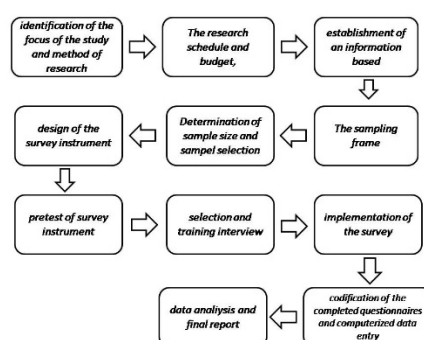 identification of the
focus of the study
and method of
research
The research
schedule and
budget,
establishment of
an information
based
The sampling
frame
Determination of
sample size and
sampel selection
design of the
survey instrument
pretest of survey
instrument
selection and
training interview
implementation of
the survey
codification of the
completed questionnaires
and computerized data
entry
data analiysis and
final report